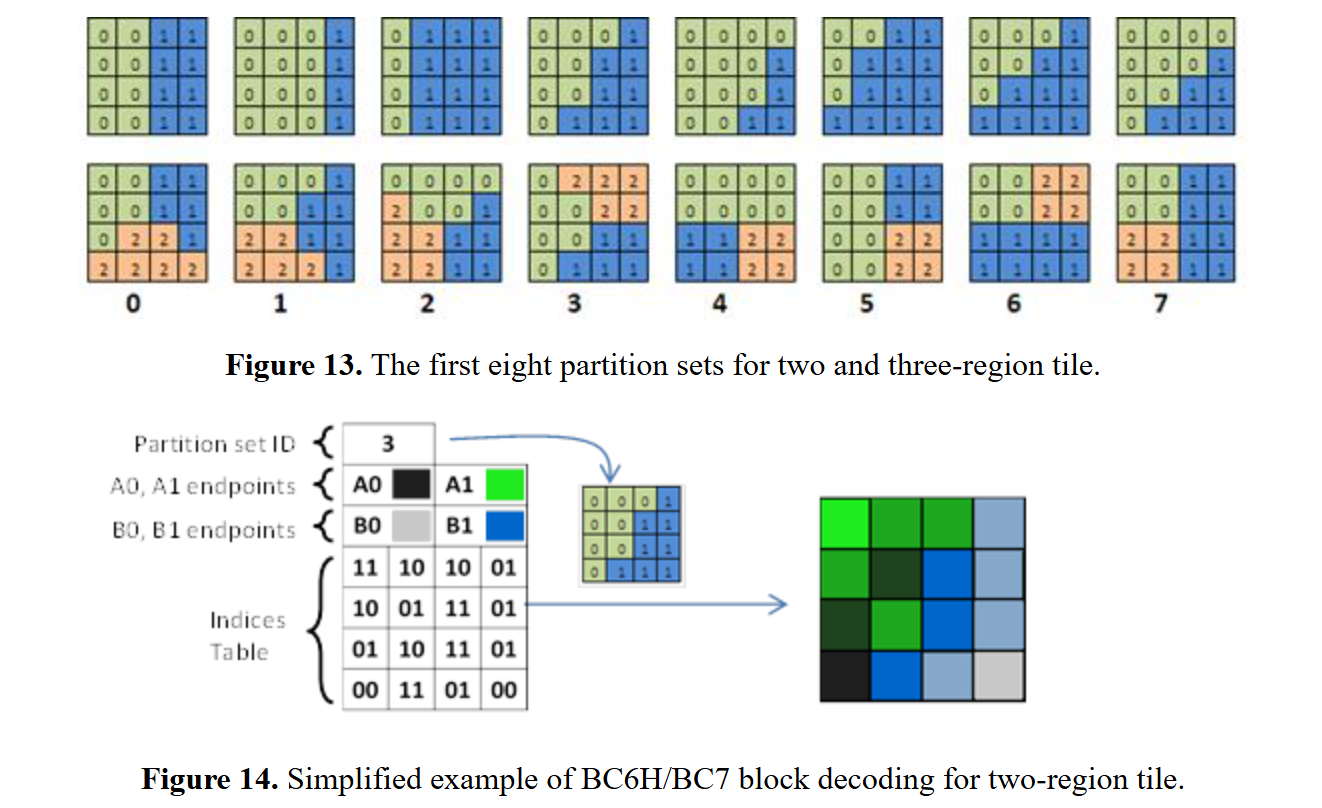 0 0 1 1 0 0 0 1 0 1 1 1 0 0 0 1 0 0 0 0 0 0 1 1 0 0 0 1 0 0 0 0
0 0 1 1 0 0 0 1 0 1 1 1 0 0 1 1 0 0 0 1 0 1 1 1 0 0 1 1 0 0 0 1
0 0 1 1 0 0 0 1 0 1 1 1 0 0 1 1 0 0 0 1 0 1 1 1 0 1 1 1 0 0 1 1
0 0 1 1 0 0 0 1 0 1 1 1 0 1 1 1 0 0 1 1 1 1 1 1 1 1 1 1 0 1 1 1
0 0 1 1 0 0 0 1 0 0 0 0 0 2 2 2 0 0 0 0 0 0 1 1 0 0 2 2 0 0 1 1
0 0 1 1 0 0 1 1 2 0 0 1 0 0 2 2 0 0 0 0 0 0 1 1 0 0 2 2 0 0 1 1
0 2 2 1 2 2 1 1 2 2 1 1 0 0 1 1 1 1 2 2 0 0 2 2 1 1 1 1 2 2 1 1
2 2 2 2 2 2 2 1 2 2 1 1 0 1 1 1 1 1 2 2 0 0 2 2 1 1 1 1 2 2 1 1
0 1 2 3 4 5 6 7
Figure 13. The first eight partition sets for two and three-region tile.
Partition set ID { 3
A0, A1 endpoints { A0 A1
B0, B1 endpoints { B0 B1
Indices
Table
11 10 10 01
10 01 11 01
01 10 11 01
00 11 01 00
0 0 0 1
0 0 1 1
0 0 1 1
0 1 1 1
Figure 14. Simplified example of BC6H/BC7 block decoding for two-region tile.